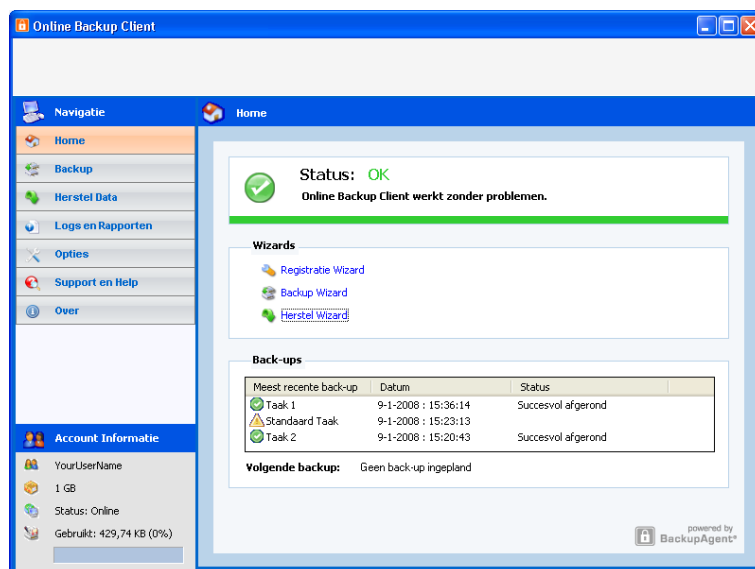 Online Backup Client
Navigatie
Home
Backup
Herstel Data
Logs en Rapporten
Opties
Support en Help
Over
Account Informatie
YourUserName
1 GB
Status: Online
Gebruikt: 429,74 KB (0%)
Home
Status: OK
Online Backup Client werkt zonder problemen.
Wizards
Registratie Wizard
Backup Wizard
Herstel Wizard
Back-ups
Meest recente back-up Datum Status
Taak 1 9-1-2008 : 15:36:14 Succesvol afgerond
Standaard Taak 9-1-2008 : 15:23:13
Taak 2 9-1-2008 : 15:20:43 Succesvol afgerond
Volgende backup: Geen back-up ingepland
powered by
BackupAgent®